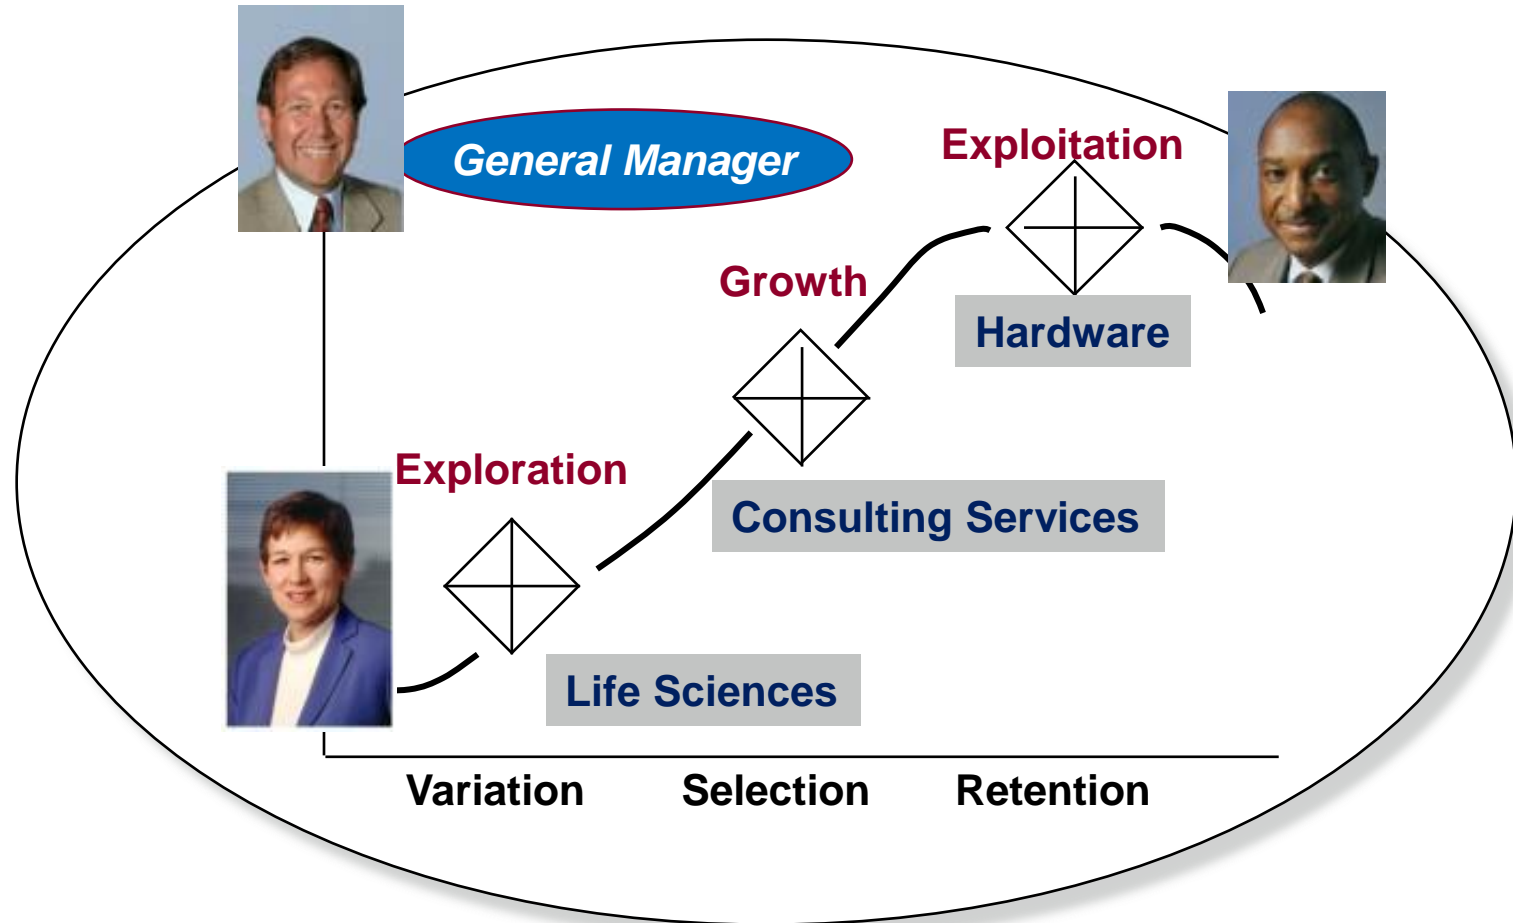 General Manager
Exploitation
Growth
Hardware
Exploration
Consulting Services
Life Sciences
Variation Selection Retention